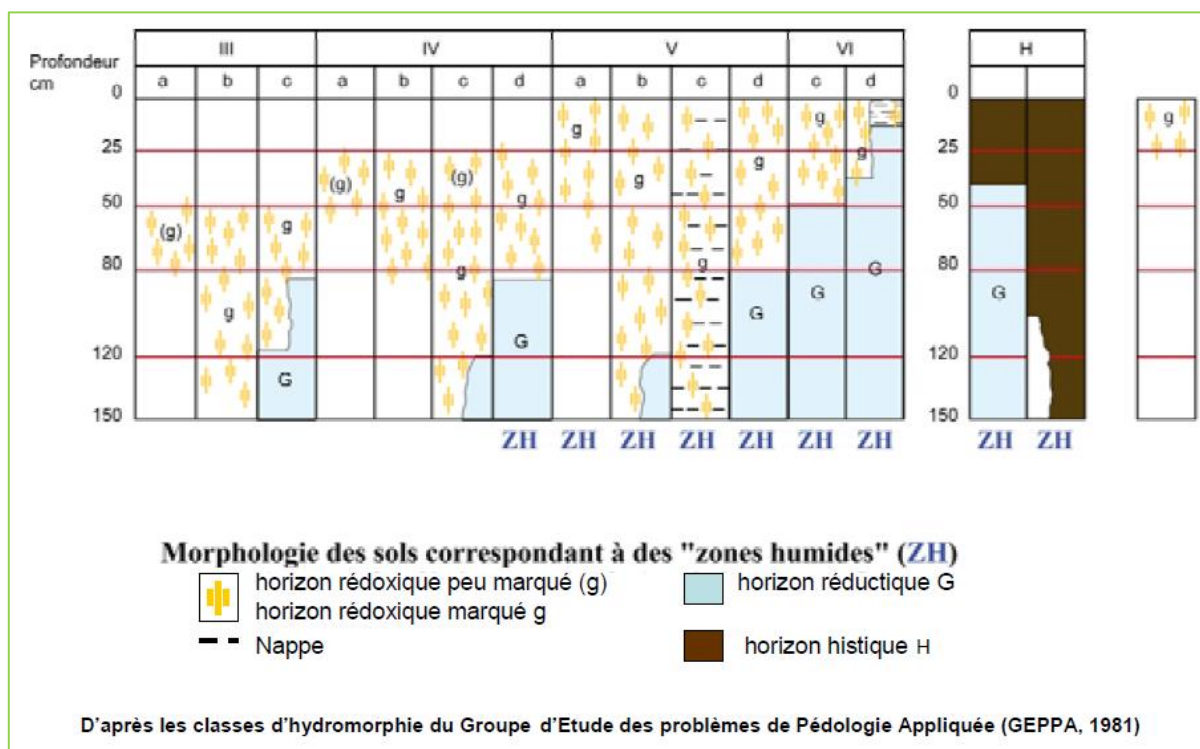 III IV V VI H
Profondeur
cm
a b c a b c d a b c d c d
0 0
g g
g g
25 25
(g) (g) g g g
g g
50 50
(g) g
80 80
g g
G G G
g G G
120 120
G
150 150
ZH ZH ZH ZH ZH ZH ZH ZH ZH
Morphologie des sols correspondant à des "zones humides" (ZH)
horizon rédoxique peu marqué (g) horizon réductique G
horizon rédoxique marqué g
Nappe horizon histique H
D'après les classes d'hydromorphie du Groupe d'Etude des problèmes de Pédologie Appliquée (GEPPA, 1981)